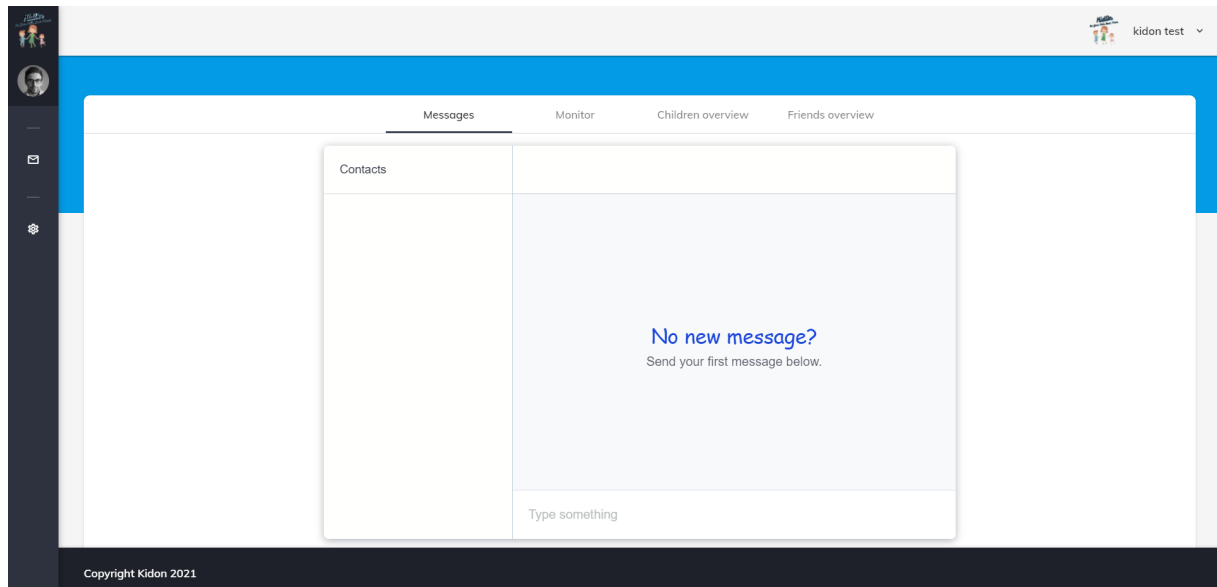 kidon test
Messages
Monitor
Children overview
Friends overview
Contacts
No new message?
Send your first message below.
Type something
Copyright Kidon 2021